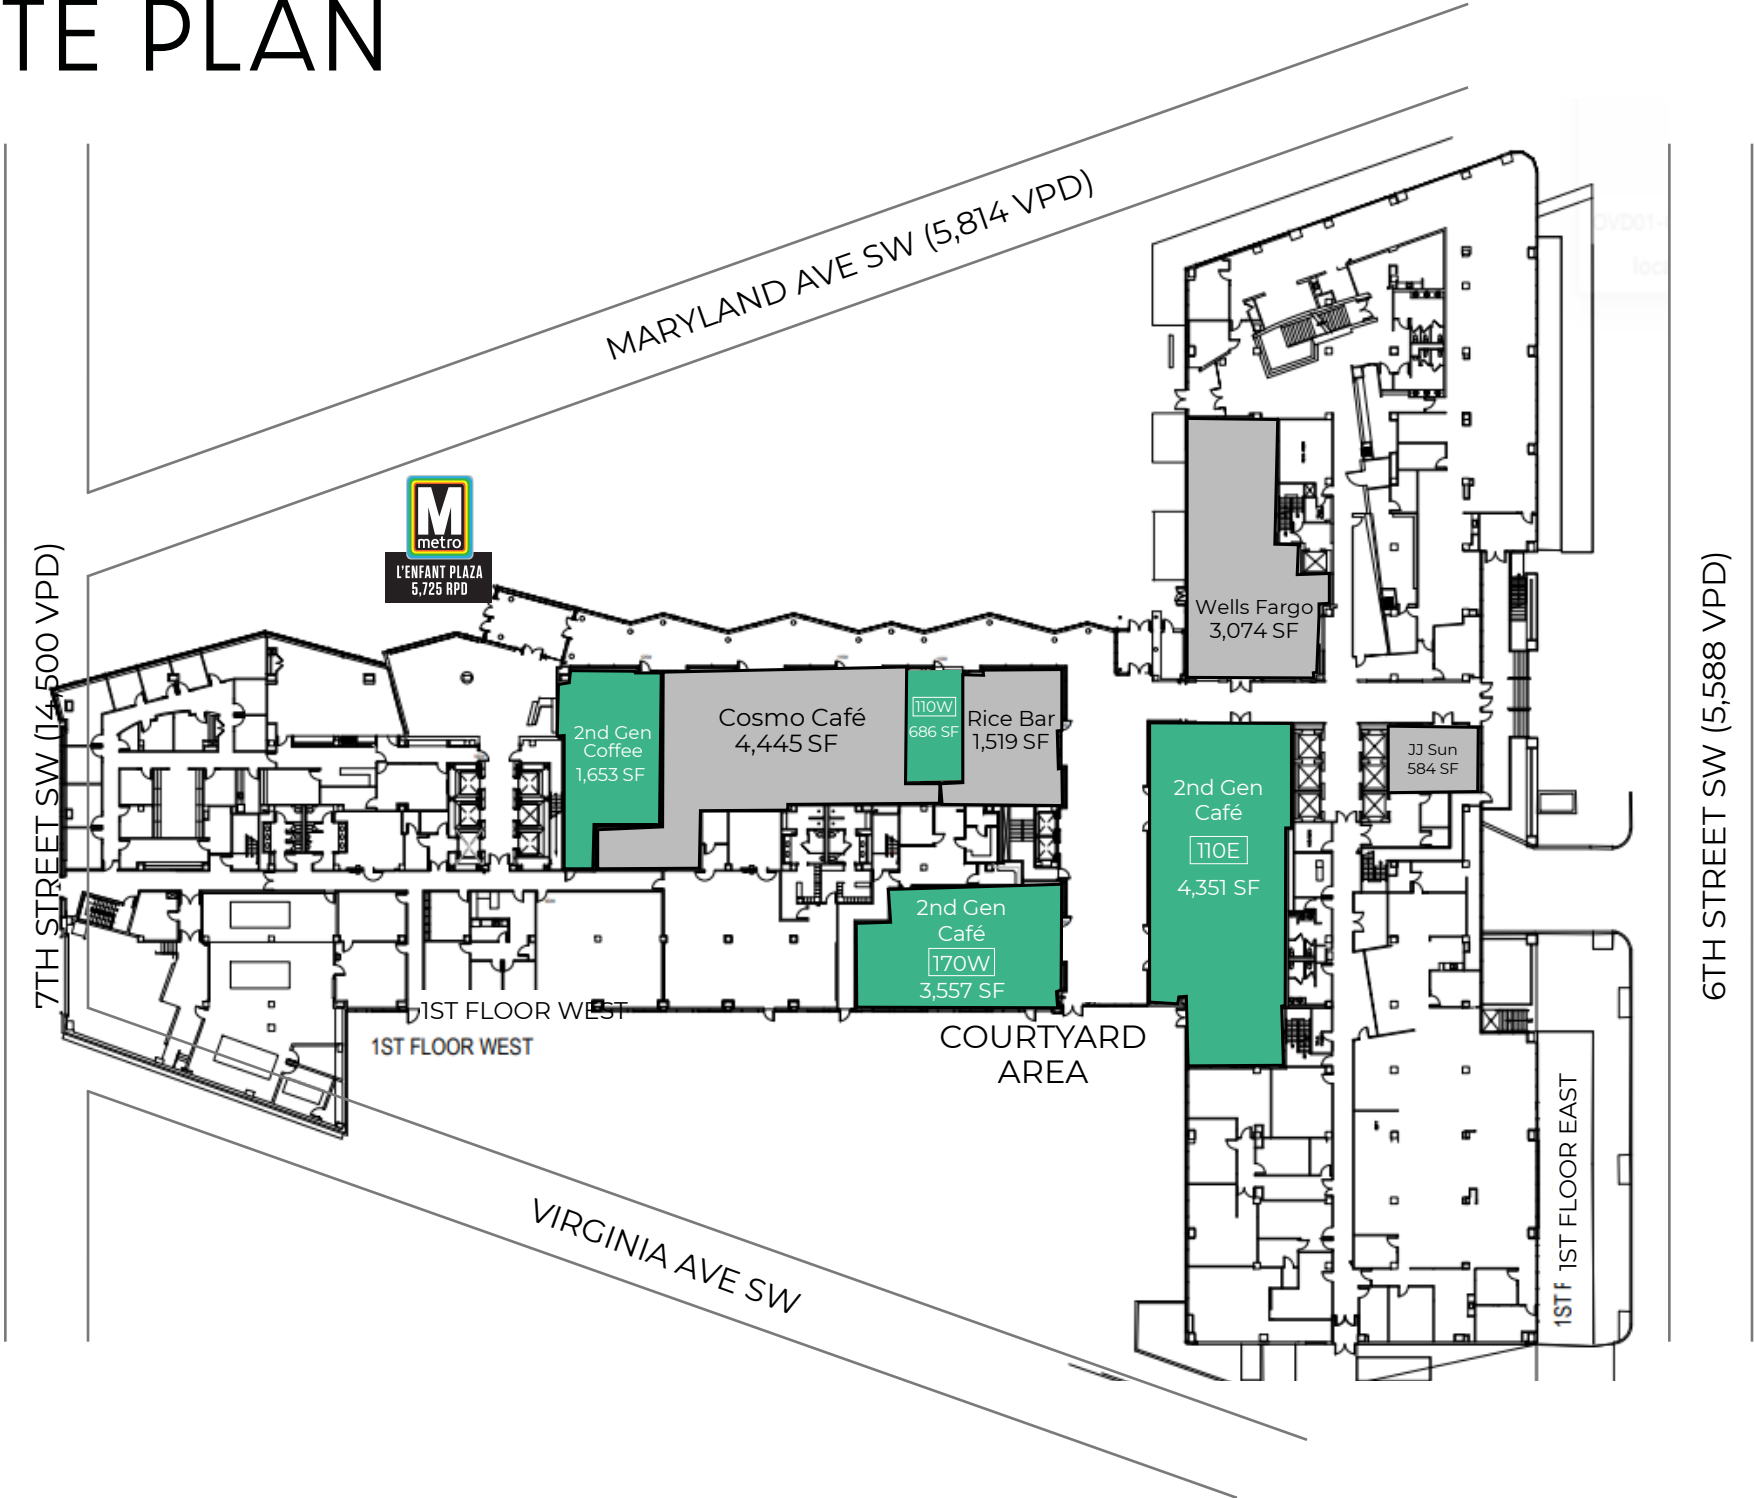 TE PLAN
MARYLAND AVE SW (5,814 VPD)
7TH STREET SW (14,500 VPD)
6TH STREET SW (5,588 VPD)
VIRGINIA AVE SW
M
metro
L'ENFANT PLAZA
5,725 RPD
Wells Fargo
3,074 SF
2nd Gen
Coffee
1,653 SF
Cosmo Café
4,445 SF
110W
686 SF
Rice Bar
1,519 SF
JJ Sun
584 SF
2nd Gen
Café
110E
4,351 SF
2nd Gen
Café
170W
3,557 SF
1ST FLOOR WEST
1ST FLOOR WEST
COURTYARD
AREA
1ST FLOOR EAST
1ST F
OVD01-
loca